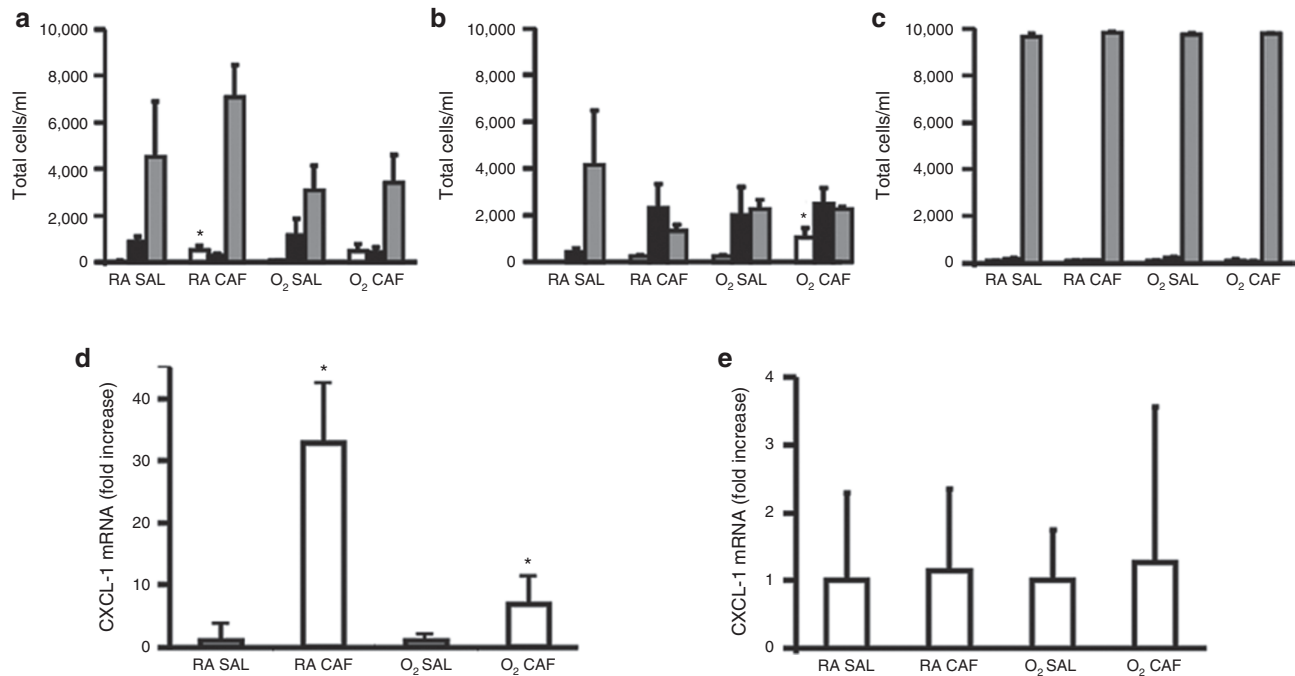 a
10,000
8,000
6,000
4,000
2,000
0
Total cells/ml
*
RA SAL RA CAF O₂ SAL O₂ CAF
b
10,000
8,000
6,000
4,000
2,000
0
Total cells/ml
*
RA SAL RA CAF O₂ SAL O₂ CAF
c
10,000
8,000
6,000
4,000
2,000
0
Total cells/ml
RA SAL RA CAF O₂ SAL O₂ CAF
d
40
30
20
10
0
CXCL-1 mRNA (fold increase)
*
*
RA SAL RA CAF O₂ SAL O₂ CAF
e
4
3
2
1
0
CXCL-1 mRNA (fold increase)
RA SAL RA CAF O₂ SAL O₂ CAF